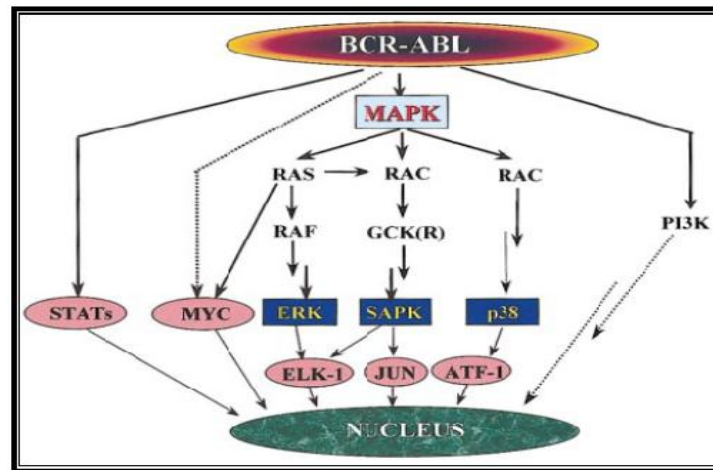 BCR-ABL
MAPK
RAS RAC RAC
PI3K
RAF GCK(R)
STATs MYC ERK SAPK p38
ELK-1 JUN ATF-1
NUCLEUS